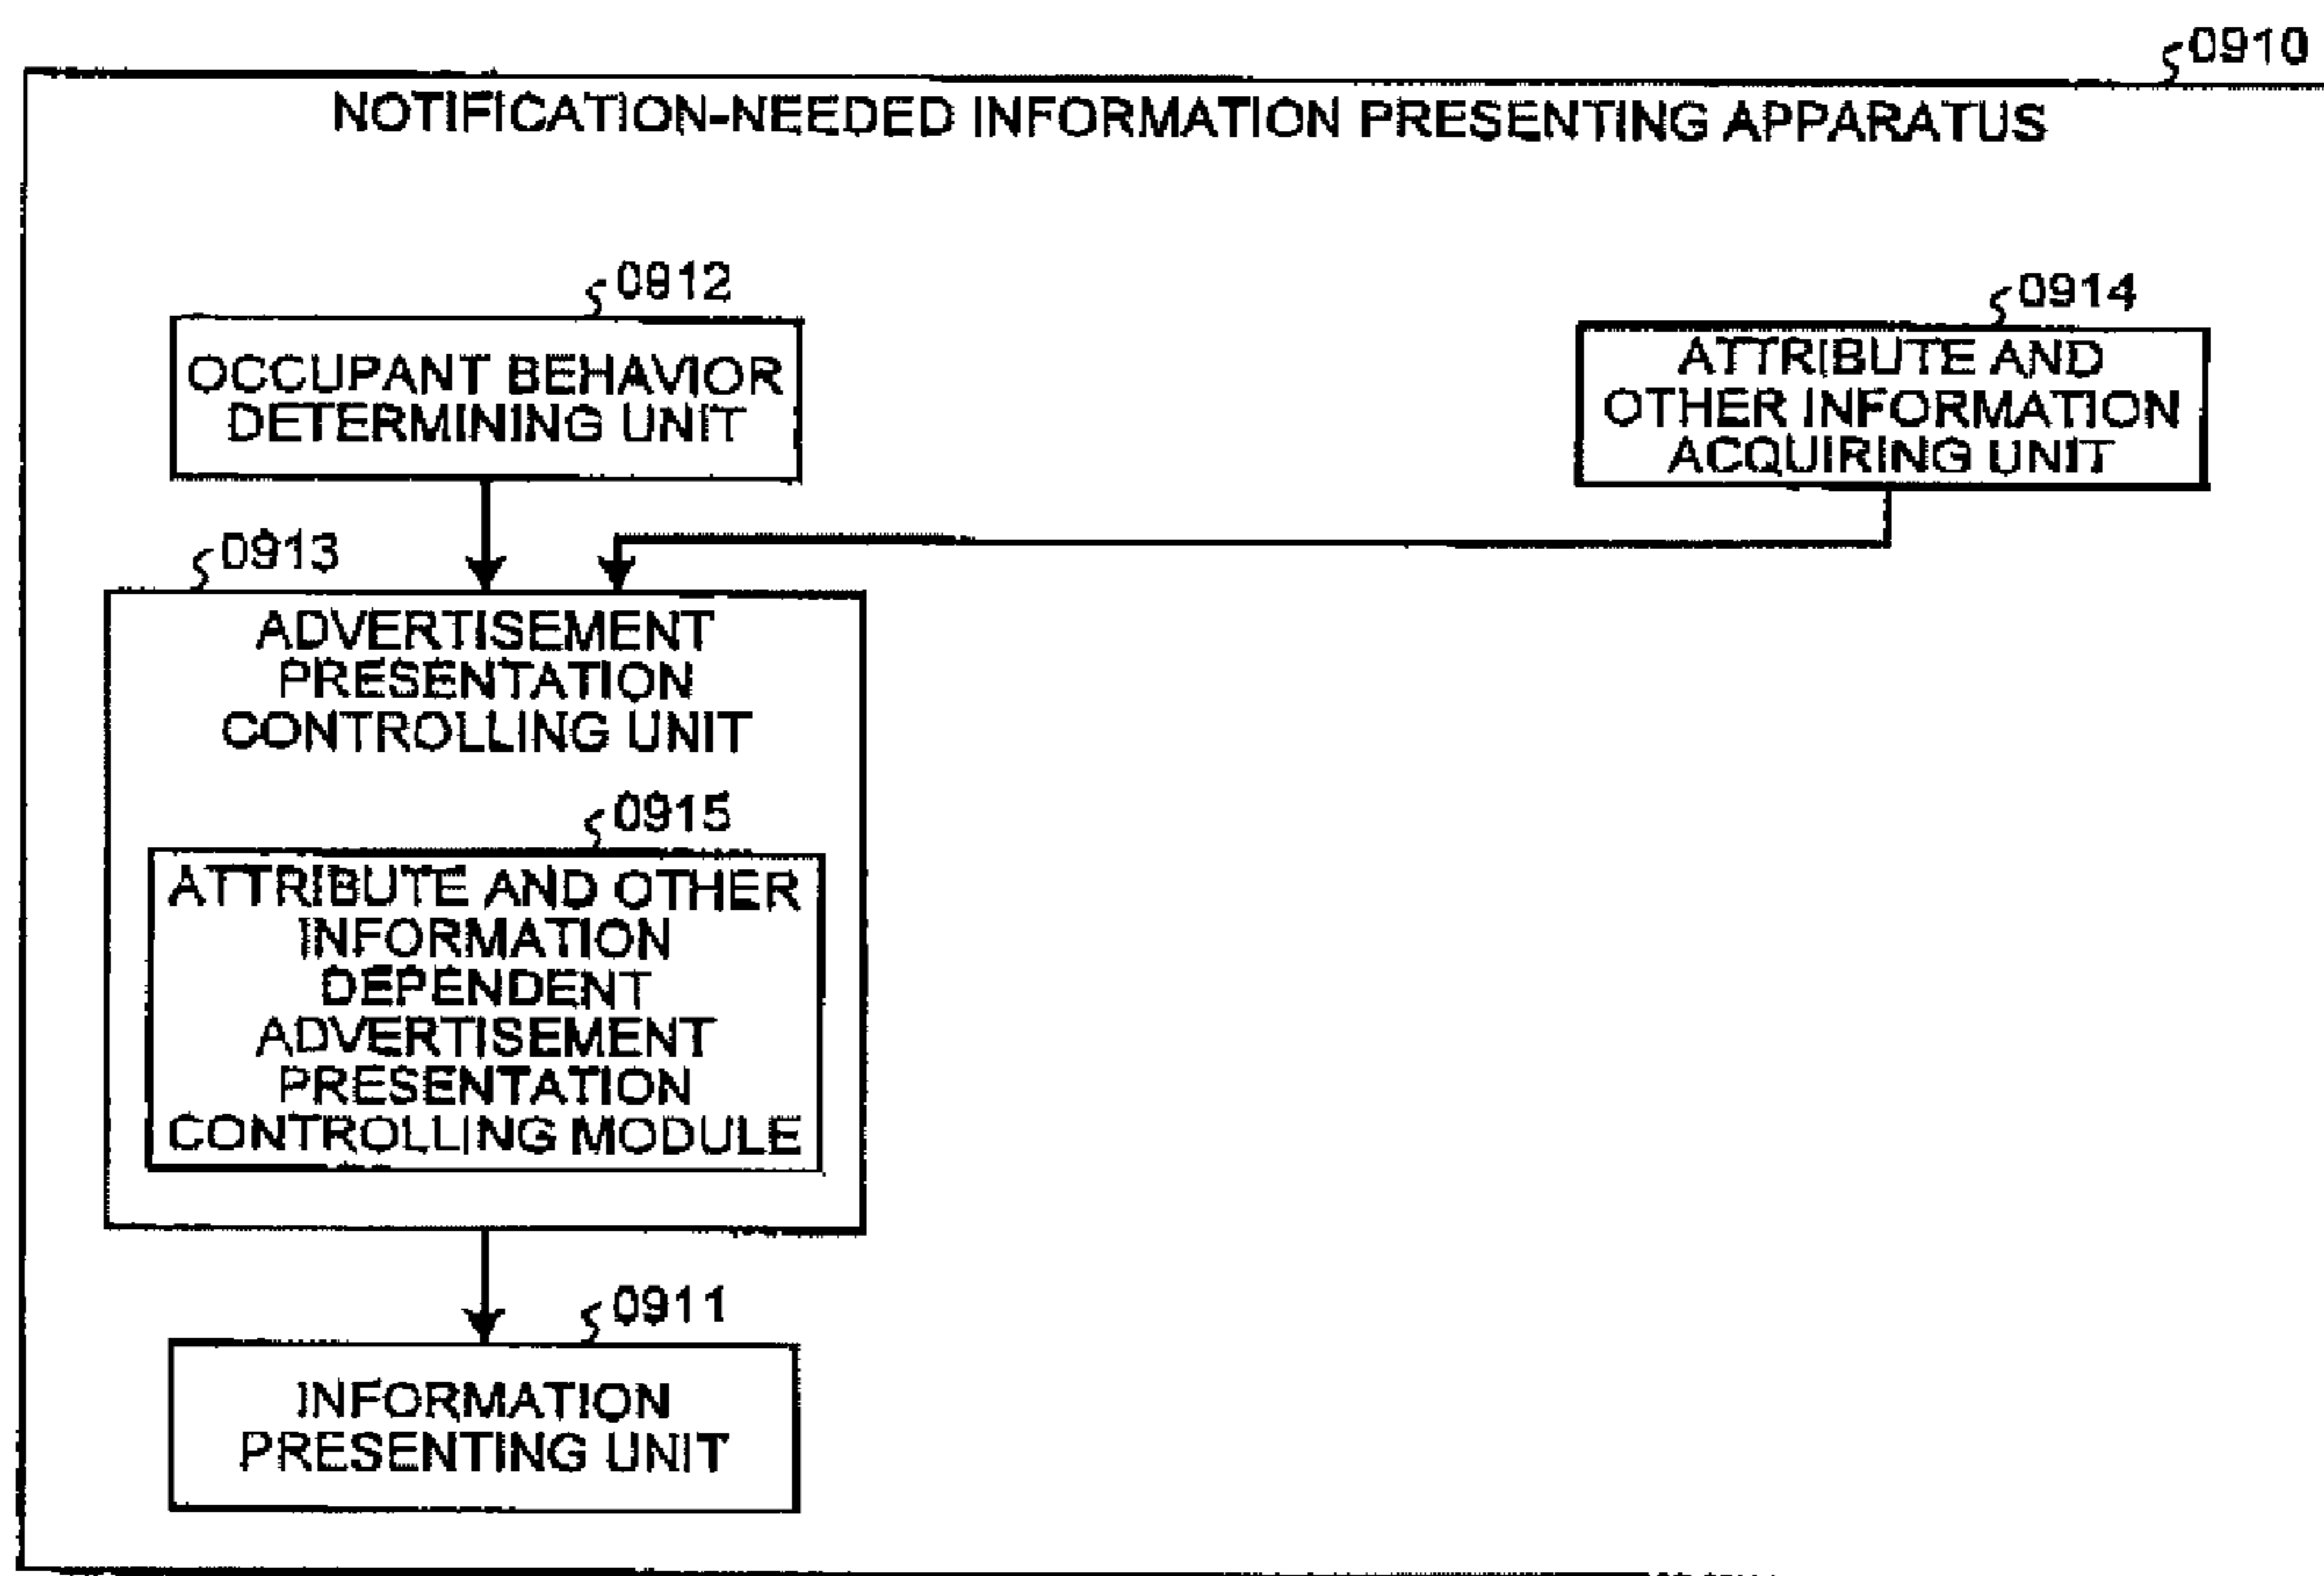 0910
NOTIFICATION-NEEDED INFORMATION PRESENTING APPARATUS
0912
OCCUPANT BEHAVIOR
DETERMINING UNIT
0914
ATTRIBUTE AND
OTHER INFORMATION
ACQUIRING UNIT
0913
ADVERTISEMENT
PRESENTATION
CONTROLLING UNIT
0915
ATTRIBUTE AND OTHER
INFORMATION
DEPENDENT
ADVERTISEMENT
PRESENTATION
CONTROLLING MODULE
0911
INFORMATION
PRESENTING UNIT